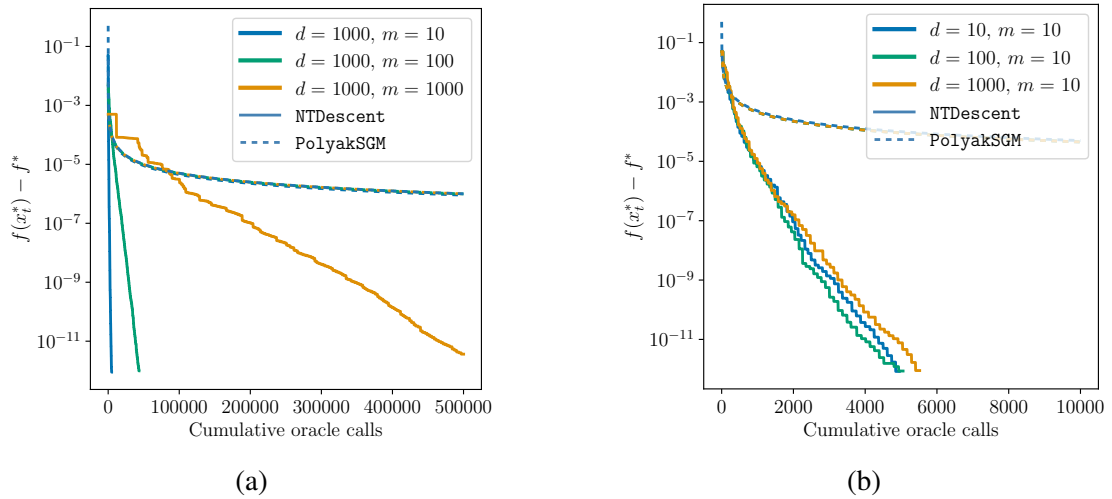 10⁻¹
10⁻³
10⁻⁵
10⁻⁷
10⁻⁹
10⁻¹¹
f(x*_t) − f*
d = 1000, m = 10
d = 1000, m = 100
d = 1000, m = 1000
NTDescent
PolyakSGM
0 100000 200000 300000 400000 500000
Cumulative oracle calls
(a)
10⁻¹
10⁻³
10⁻⁵
10⁻⁷
10⁻⁹
10⁻¹¹
f(x*_t) − f*
d = 10, m = 10
d = 100, m = 10
d = 1000, m = 10
NTDescent
PolyakSGM
0 2000 4000 6000 8000 10000
Cumulative oracle calls
(b)